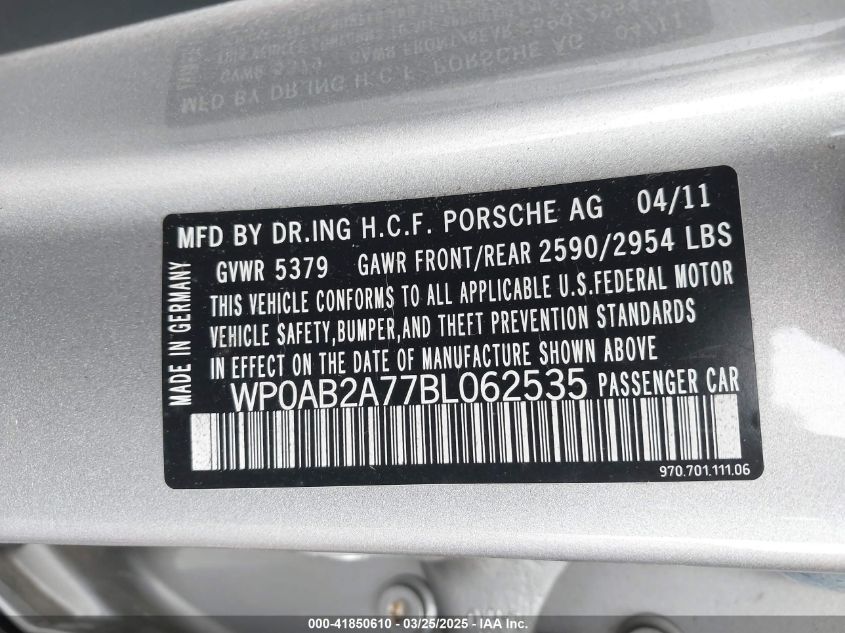 MFD BY DR.ING H.C.F. PORSCHE AG 04/11
GVWR 5379 GAWR FRONT/REAR 2590/2954 LBS
THIS VEHICLE CONFORMS TO ALL APPLICABLE U.S.FEDERAL MOTOR
VEHICLE SAFETY,BUMPER,AND THEFT PREVENTION STANDARDS
IN EFFECT ON THE DATE OF MANUFACTURE SHOWN ABOVE
WP0AB2A77BL062535 PASSENGER CAR
MADE IN GERMANY
970.701.111.06
000-41850610 - 03/25/2025 - IAA Inc.